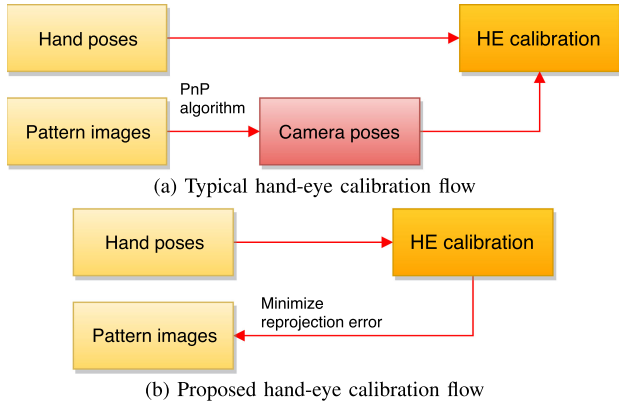 Hand poses
HE calibration
PnP
algorithm
Pattern images
Camera poses
(a) Typical hand-eye calibration flow
Hand poses
HE calibration
Minimize
reprojection error
Pattern images
(b) Proposed hand-eye calibration flow